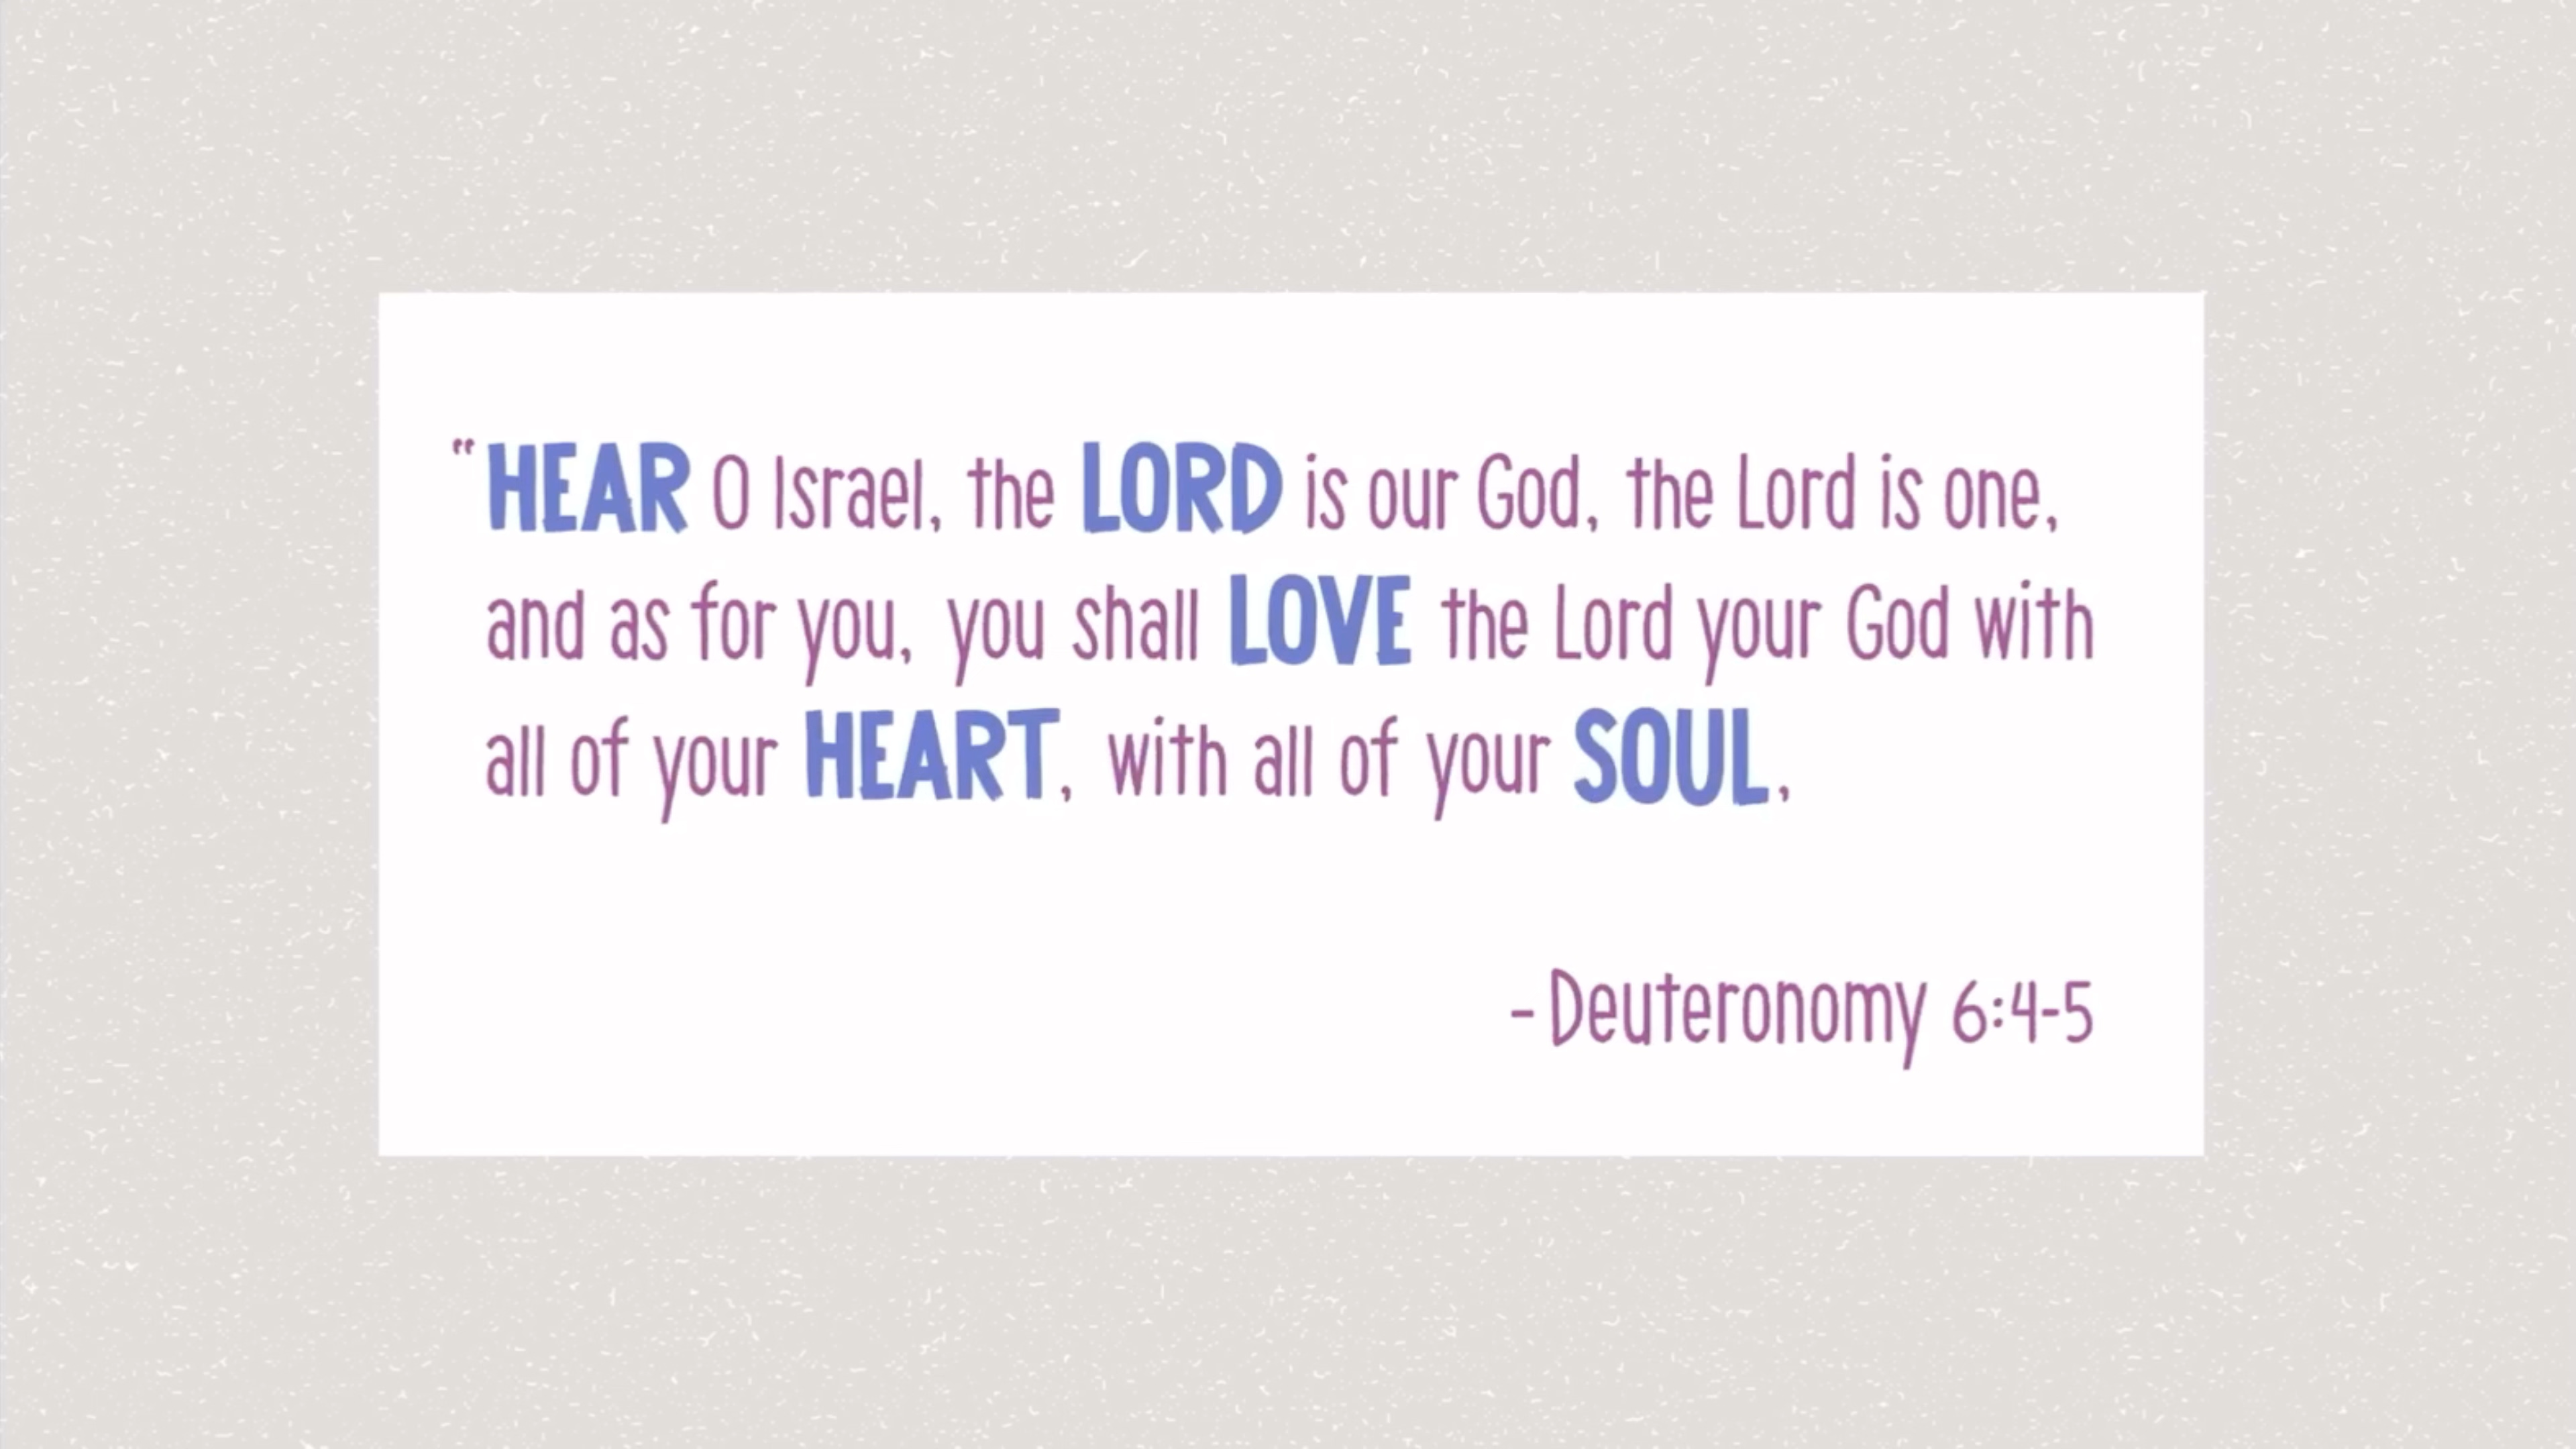 “HEAR O Israel, the LORD is our God, the Lord is one,
and as for you, you shall LOVE the Lord your God with
all of your HEART, with all of your SOUL,
- Deuteronomy 6:4-5